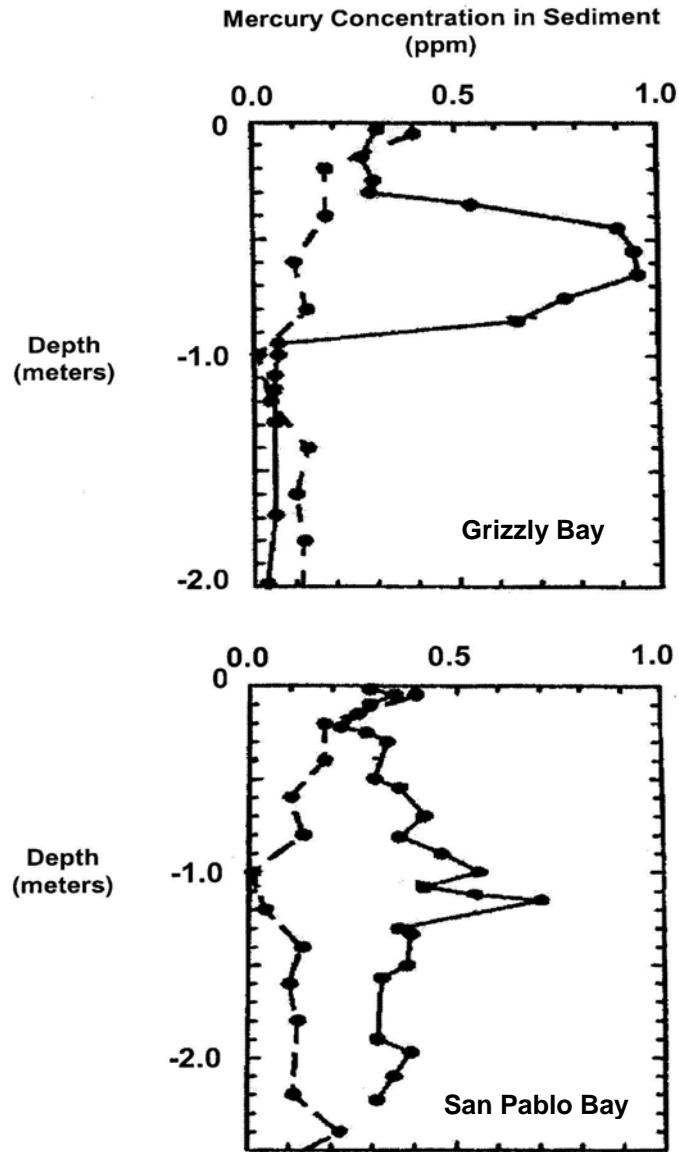 Mercury Concentration in Sediment
(ppm)
0.0 0.5 1.0
0
Depth
(meters)
-1.0
Grizzly Bay
-2.0
0.0 0.5 1.0
0
Depth
(meters)
-1.0
-2.0
San Pablo Bay